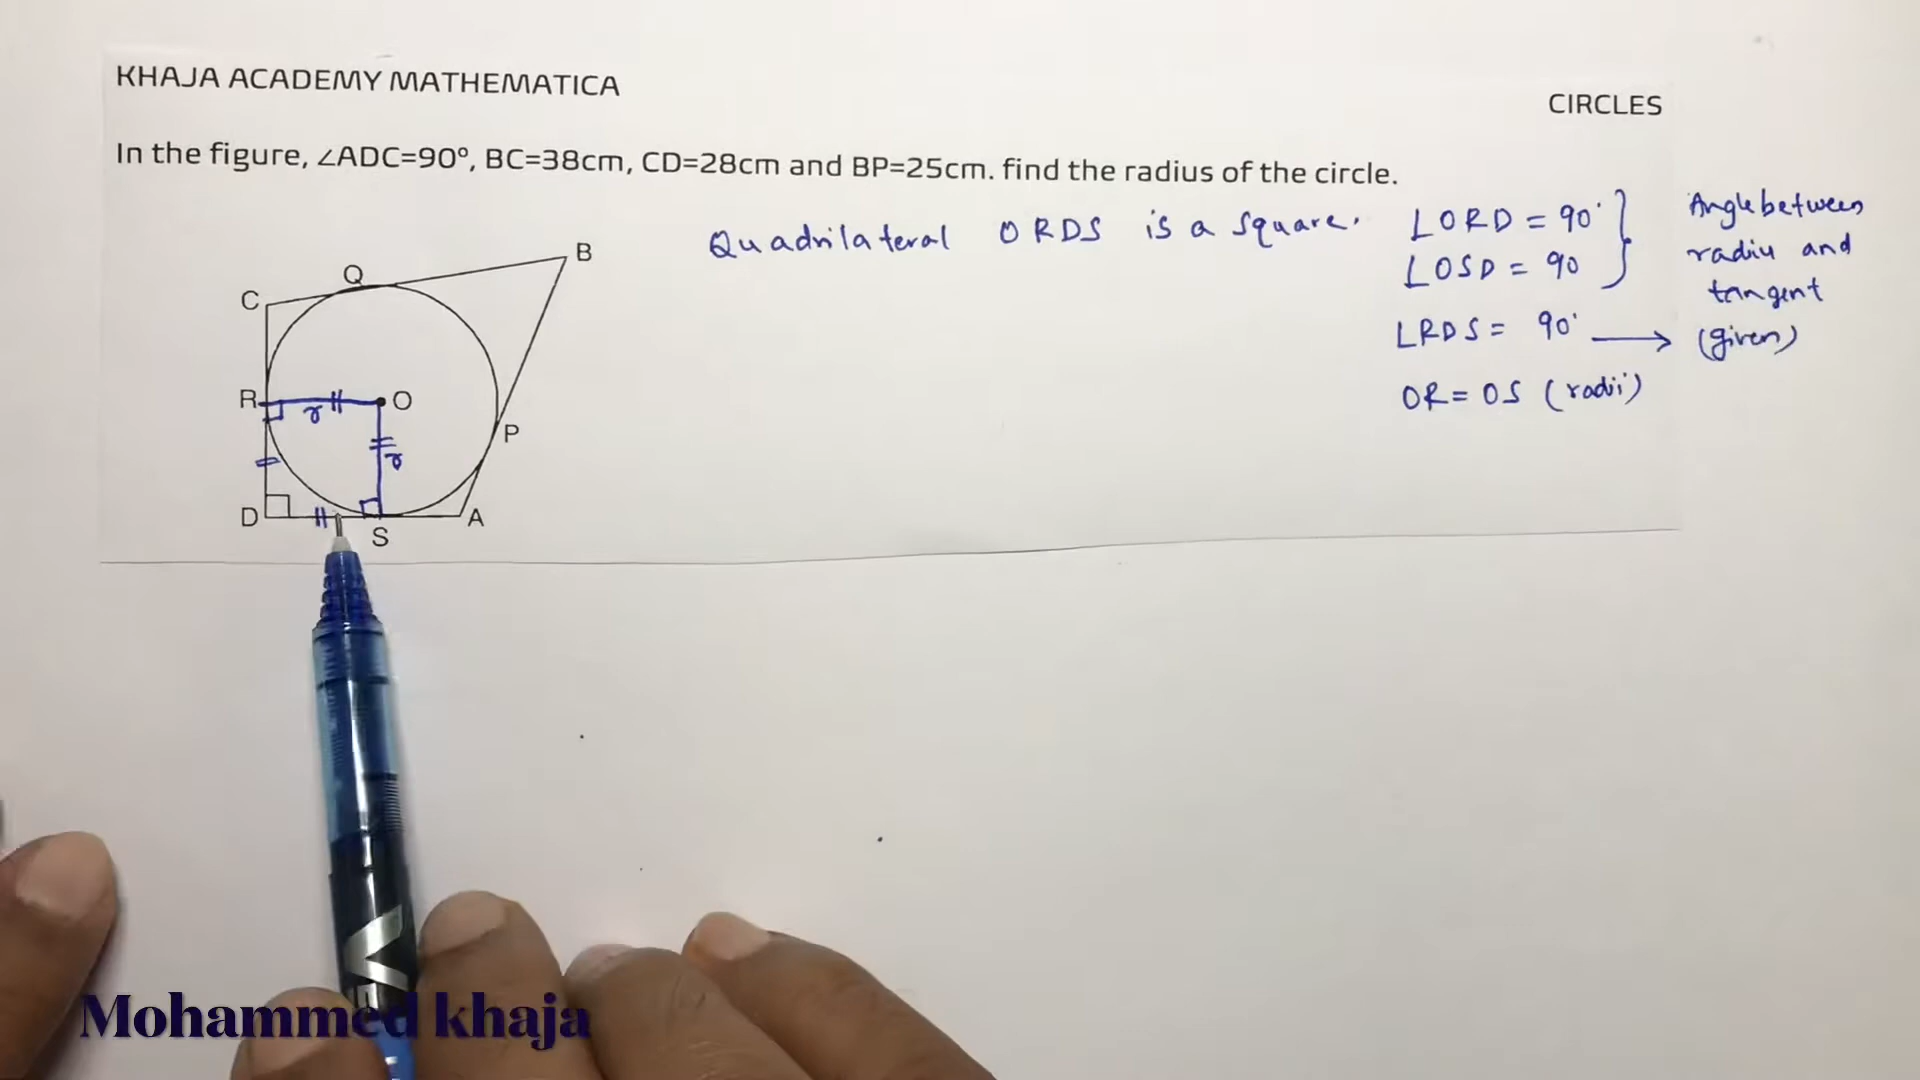 KHAJA ACADEMY MATHEMATICA
CIRCLES
In the figure, ∠ADC=90º, BC=38cm, CD=28cm and BP=25cm. find the radius of the circle.
Quadrilateral ORDS is a square.
∠ORD = 90°
∠OSD = 90
Angle between
radiu and
tangent
∠RDS = 90° → (given)
OR = OS (radii)
B
Q
C
R
r
O
r
P
D
S
A
V
Mohammed khaja